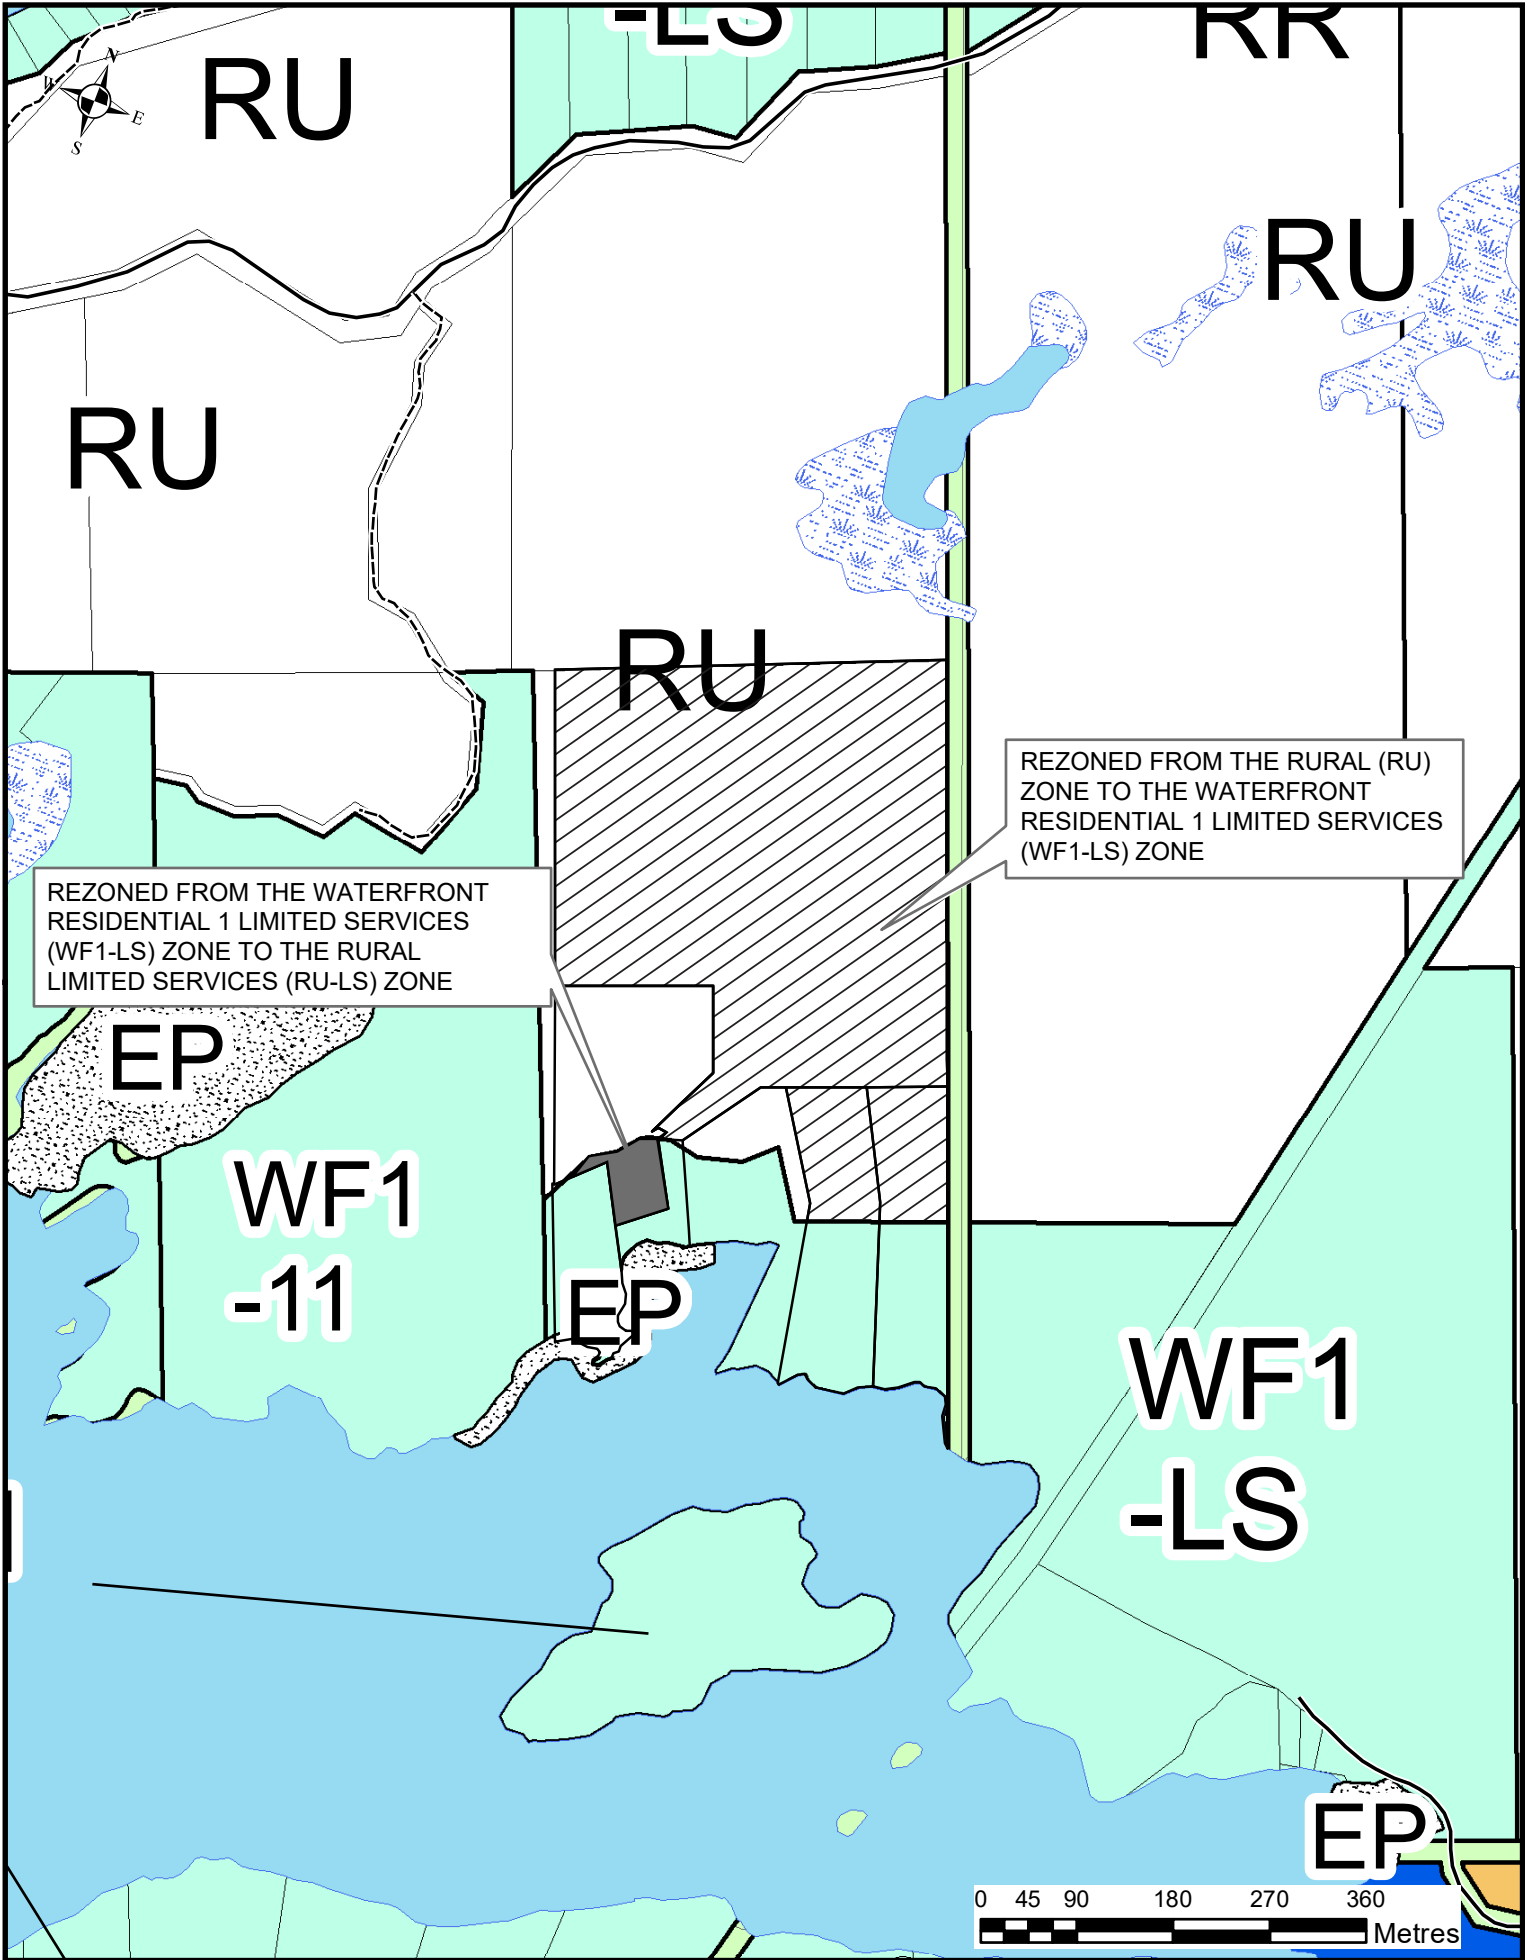 -LS
RR
N
W
E
S
RU
RU
RU
RU
REZONED FROM THE RURAL (RU)
ZONE TO THE WATERFRONT
RESIDENTIAL 1 LIMITED SERVICES
(WF1-LS) ZONE
REZONED FROM THE WATERFRONT
RESIDENTIAL 1 LIMITED SERVICES
(WF1-LS) ZONE TO THE RURAL
LIMITED SERVICES (RU-LS) ZONE
EP
WF1
-11
EP
WF1
-LS
EP
0 45 90 180 270 360
Metres